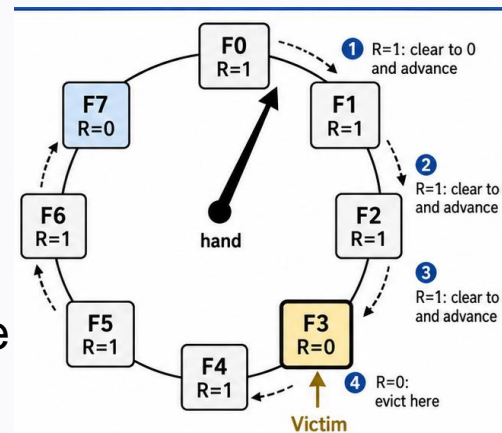 F0
R=1
1 R=1: clear to 0
and advance
F7
R=0
F1
R=1
2
R=1: clear to
and advance
F6
R=1
F2
R=1
hand
3
R=1: clear to
and advance
e
F5
R=1
F3
R=0
F4
R=1
4 R=0:
evict here
Victim